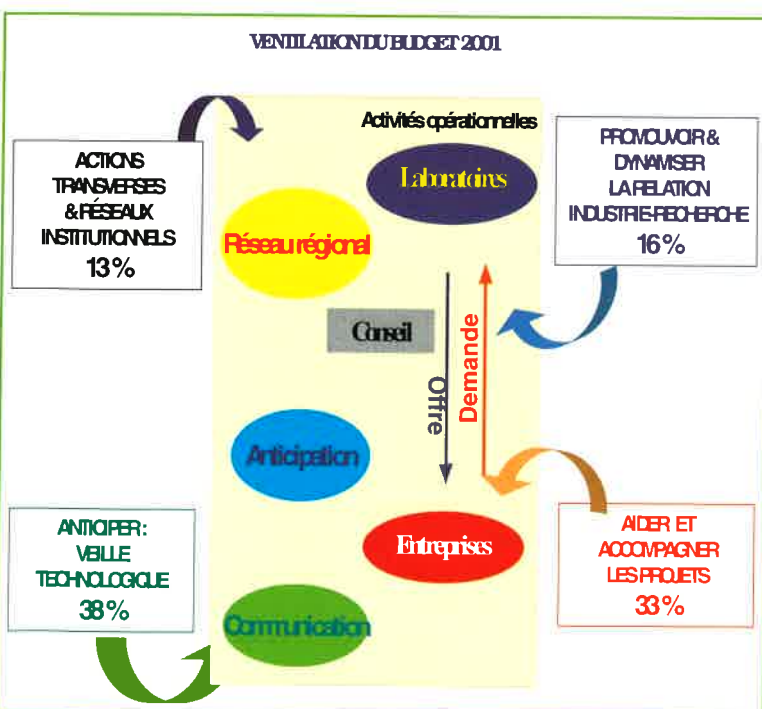 VENTILATION DU BUDGET 2001
Activités opérationnelles
ACTIONS
TRANSVERSES
& RÉSEAUX
INSTITUTIONNELS
13%
Laboratoires
PROMOUVOIR &
DYNAMISER
LA RELATION
INDUSTRIE-RECHERCHE
16%
Réseau régional
Conseil
Offre
Demande
Anticipation
ANTICIPER :
VEILLE
TECHNOLOGIQUE
38%
Entreprises
AIDER ET
ACCOMPAGNER
LES PROJETS
33%
Communication